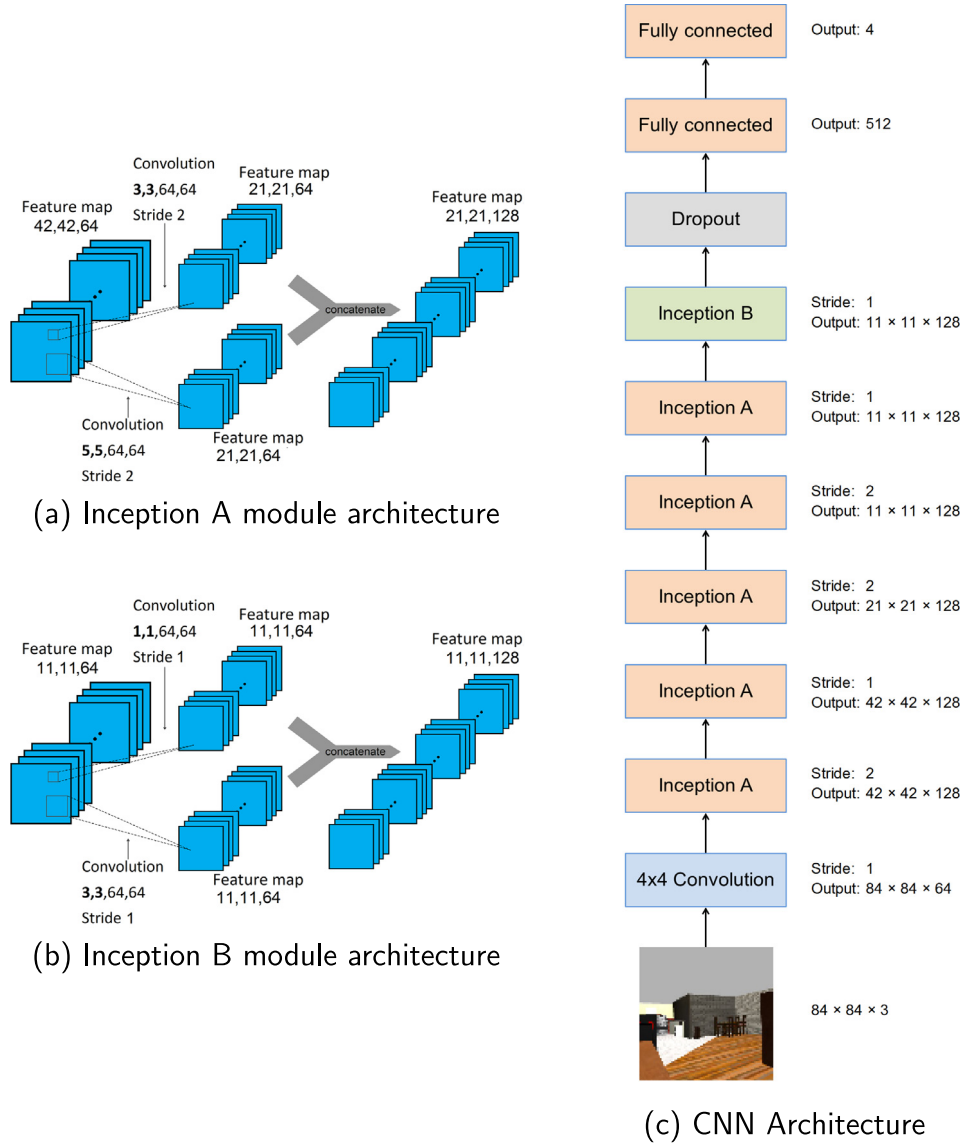 Convolution
3,3,64,64
Stride 2
Feature map
42,42,64
Feature map
21,21,64
Feature map
21,21,128
concatenate
Convolution
5,5,64,64
Stride 2
Feature map
21,21,64
(a) Inception A module architecture
Convolution
1,1,64,64
Stride 1
Feature map
11,11,64
Feature map
11,11,64
Feature map
11,11,128
concatenate
Convolution
3,3,64,64
Stride 1
Feature map
11,11,64
(b) Inception B module architecture
Fully connected
Output: 4
Fully connected
Output: 512
Dropout
Inception B
Stride: 1
Output: 11 × 11 × 128
Inception A
Stride: 1
Output: 11 × 11 × 128
Inception A
Stride: 2
Output: 11 × 11 × 128
Inception A
Stride: 2
Output: 21 × 21 × 128
Inception A
Stride: 1
Output: 42 × 42 × 128
Inception A
Stride: 2
Output: 42 × 42 × 128
4x4 Convolution
Stride: 1
Output: 84 × 84 × 64
84 × 84 × 3
(c) CNN Architecture